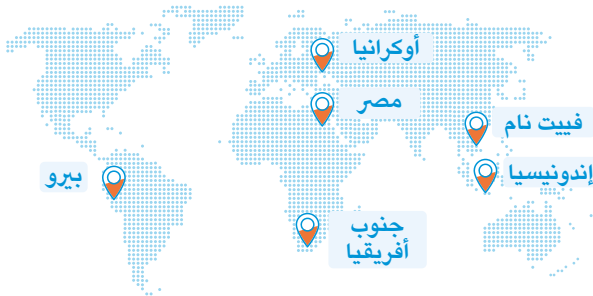 أوكرانيا
مصر
فييت نام
إندونيسيا
بيرو
جنوب
أفريقيا